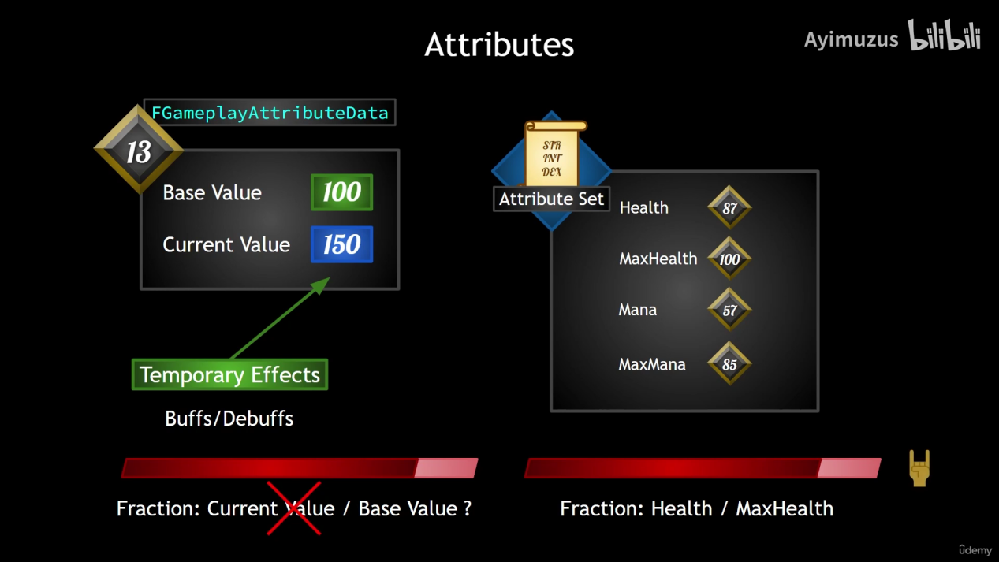 Attributes
Ayimuzus bilibili
FGameplayAttributeData
13
Base Value 100
Current Value 150
Temporary Effects
Buffs/Debuffs
Fraction: Current Value / Base Value ?
STR
INT
DEX
Attribute Set
Health 87
MaxHealth 100
Mana 57
MaxMana 85
Fraction: Health / MaxHealth
ûdemy